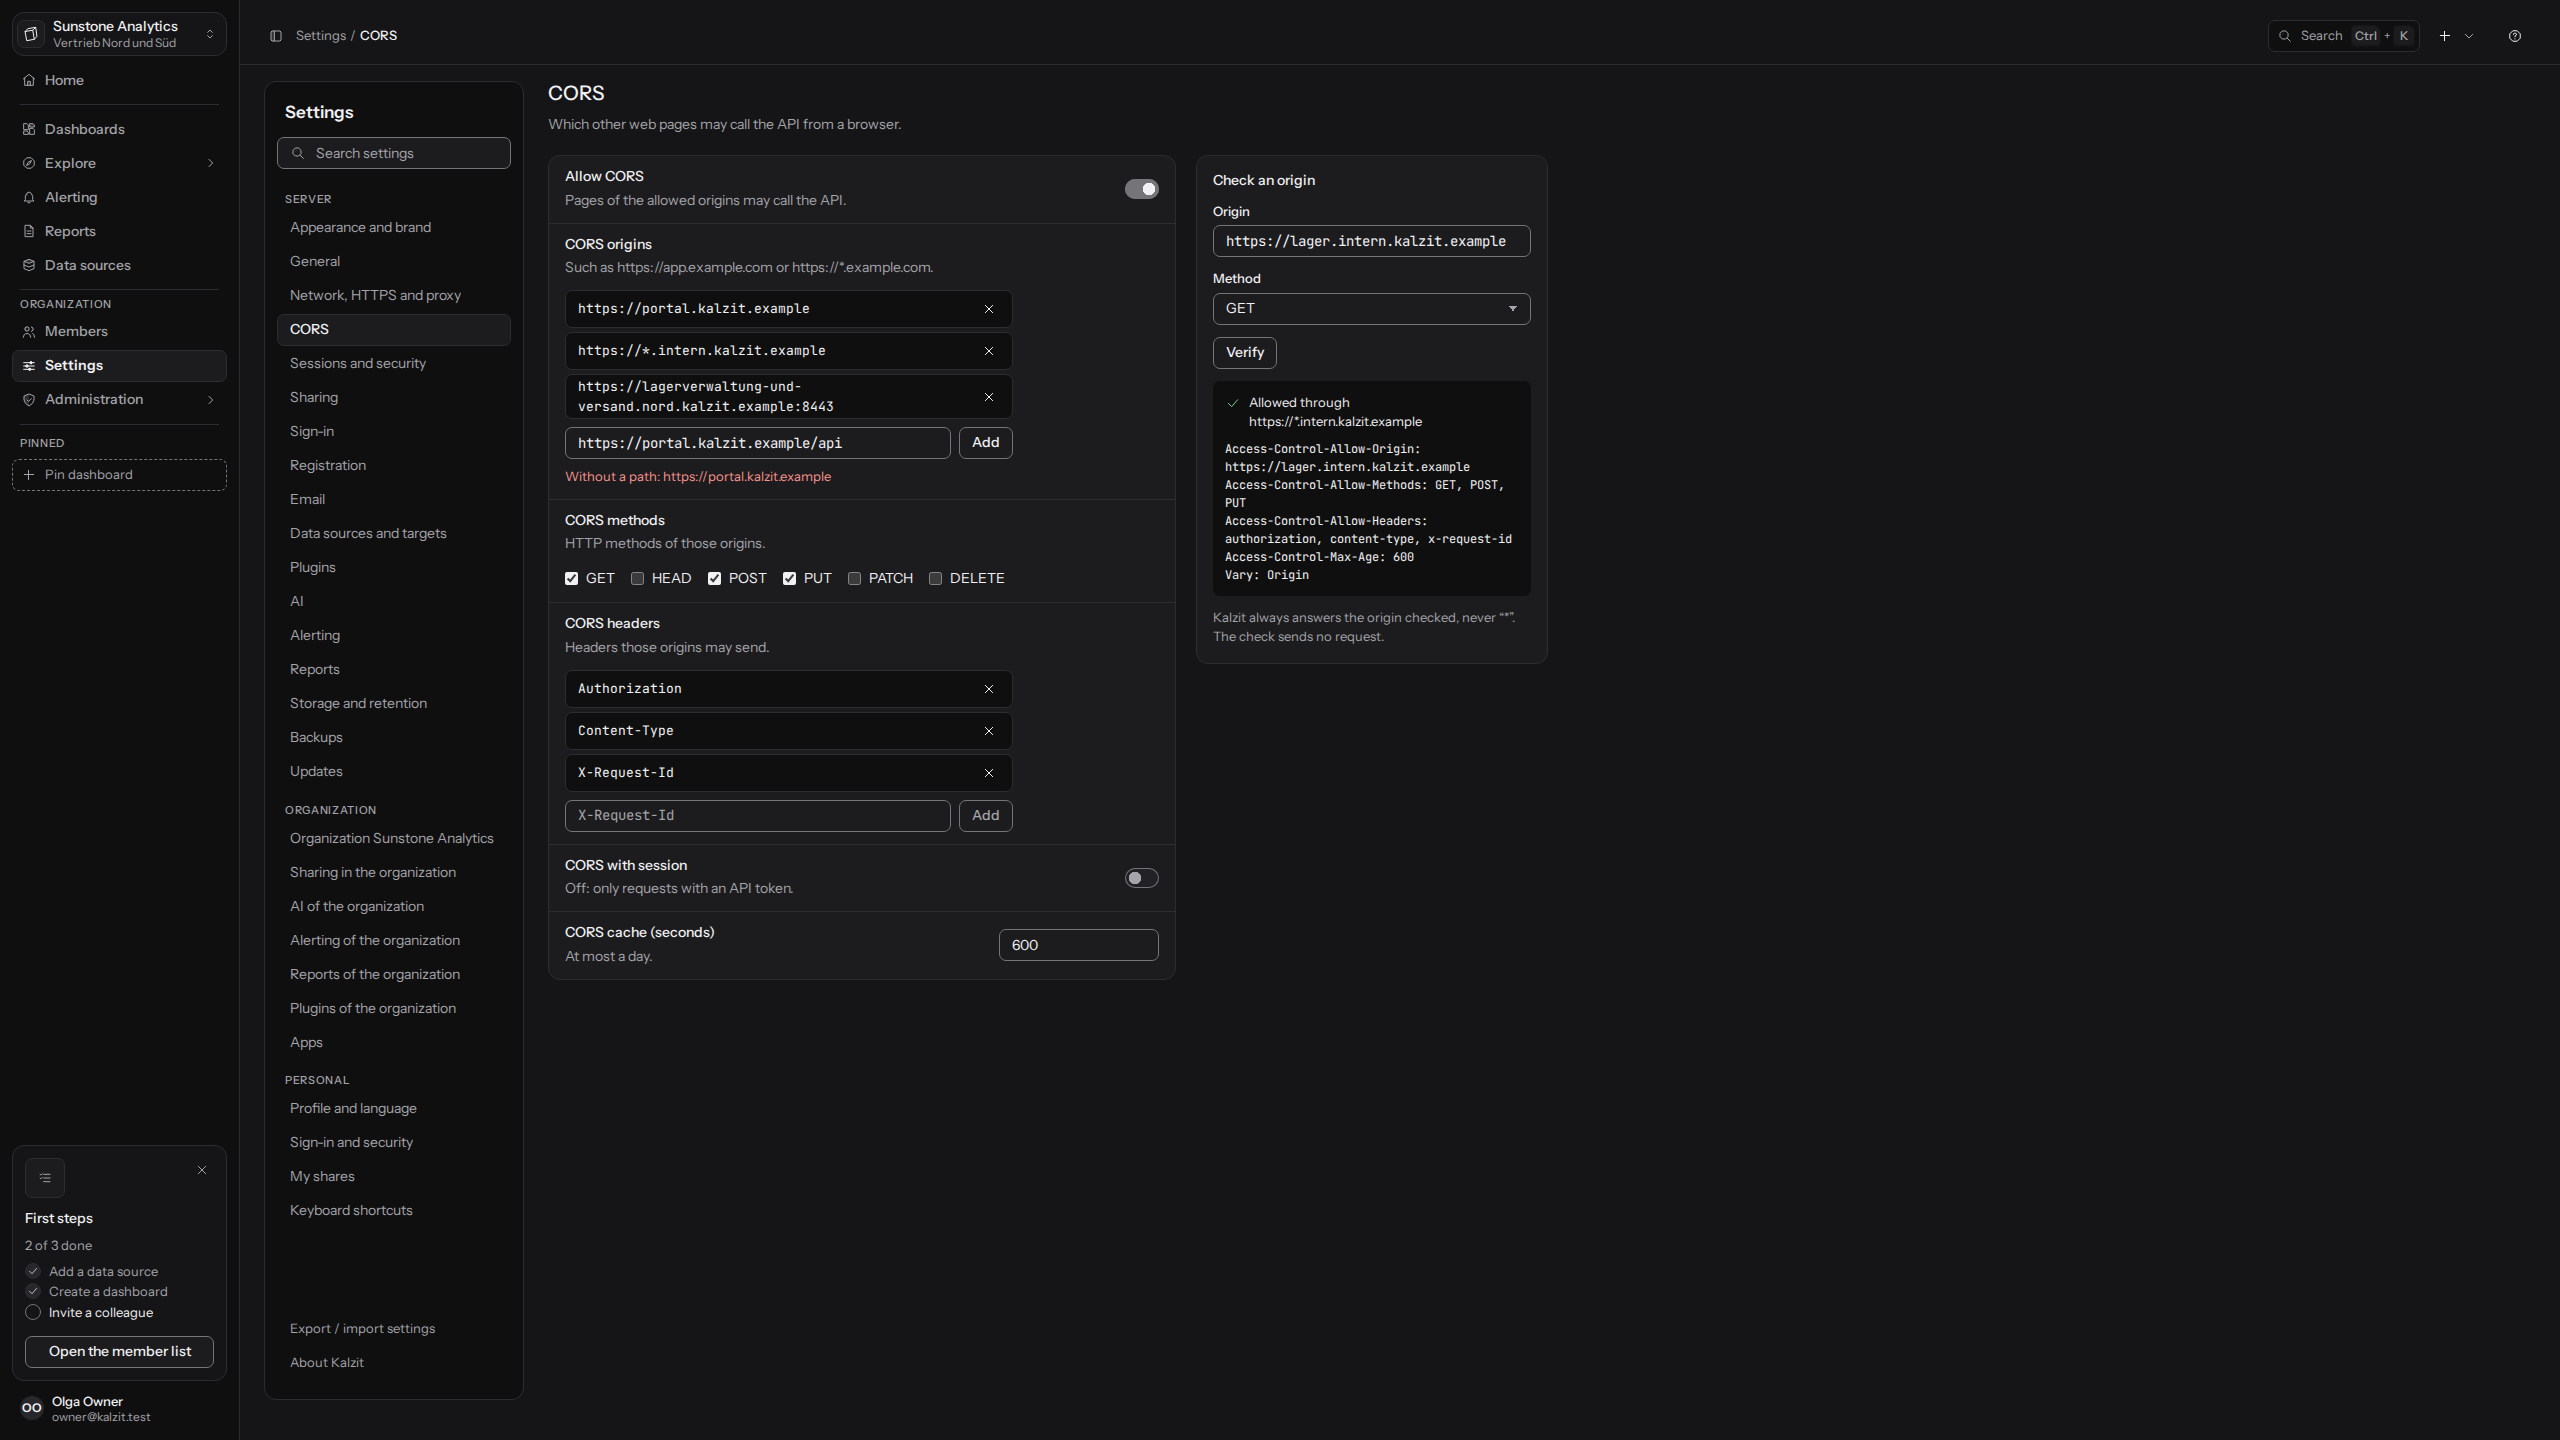 Sunstone Analytics
Vertrieb Nord und Süd
Home
Dashboards
Explore
Alerting
Reports
Data sources
ORGANIZATION
Members
Settings
Administration
PINNED
Pin dashboard
First steps
2 of 3 done
Add a data source
Create a dashboard
Invite a colleague
Open the member list
OO
Olga Owner
owner@kalzit.test
Settings / CORS
Search Ctrl + K
Settings
Search settings
SERVER
Appearance and brand
General
Network, HTTPS and proxy
CORS
Sessions and security
Sharing
Sign-in
Registration
Email
Data sources and targets
Plugins
AI
Alerting
Reports
Storage and retention
Backups
Updates
ORGANIZATION
Organization Sunstone Analytics
Sharing in the organization
AI of the organization
Alerting of the organization
Reports of the organization
Plugins of the organization
Apps
PERSONAL
Profile and language
Sign-in and security
My shares
Keyboard shortcuts
Export / import settings
About Kalzit
CORS
Which other web pages may call the API from a browser.
Allow CORS
Pages of the allowed origins may call the API.
CORS origins
Such as https://app.example.com or https://*.example.com.
https://portal.kalzit.example
https://*.intern.kalzit.example
https://lagerverwaltung-und-
versand.nord.kalzit.example:8443
https://portal.kalzit.example/api
Add
Without a path: https://portal.kalzit.example
CORS methods
HTTP methods of those origins.
GET HEAD POST PUT PATCH DELETE
CORS headers
Headers those origins may send.
Authorization
Content-Type
X-Request-Id
X-Request-Id
Add
CORS with session
Off: only requests with an API token.
CORS cache (seconds)
At most a day.
600
Check an origin
Origin
https://lager.intern.kalzit.example
Method
GET
Verify
Allowed through
https://*.intern.kalzit.example
Access-Control-Allow-Origin:
https://lager.intern.kalzit.example
Access-Control-Allow-Methods: GET, POST,
PUT
Access-Control-Allow-Headers:
authorization, content-type, x-request-id
Access-Control-Max-Age: 600
Vary: Origin
Kalzit always answers the origin checked, never “*”.
The check sends no request.